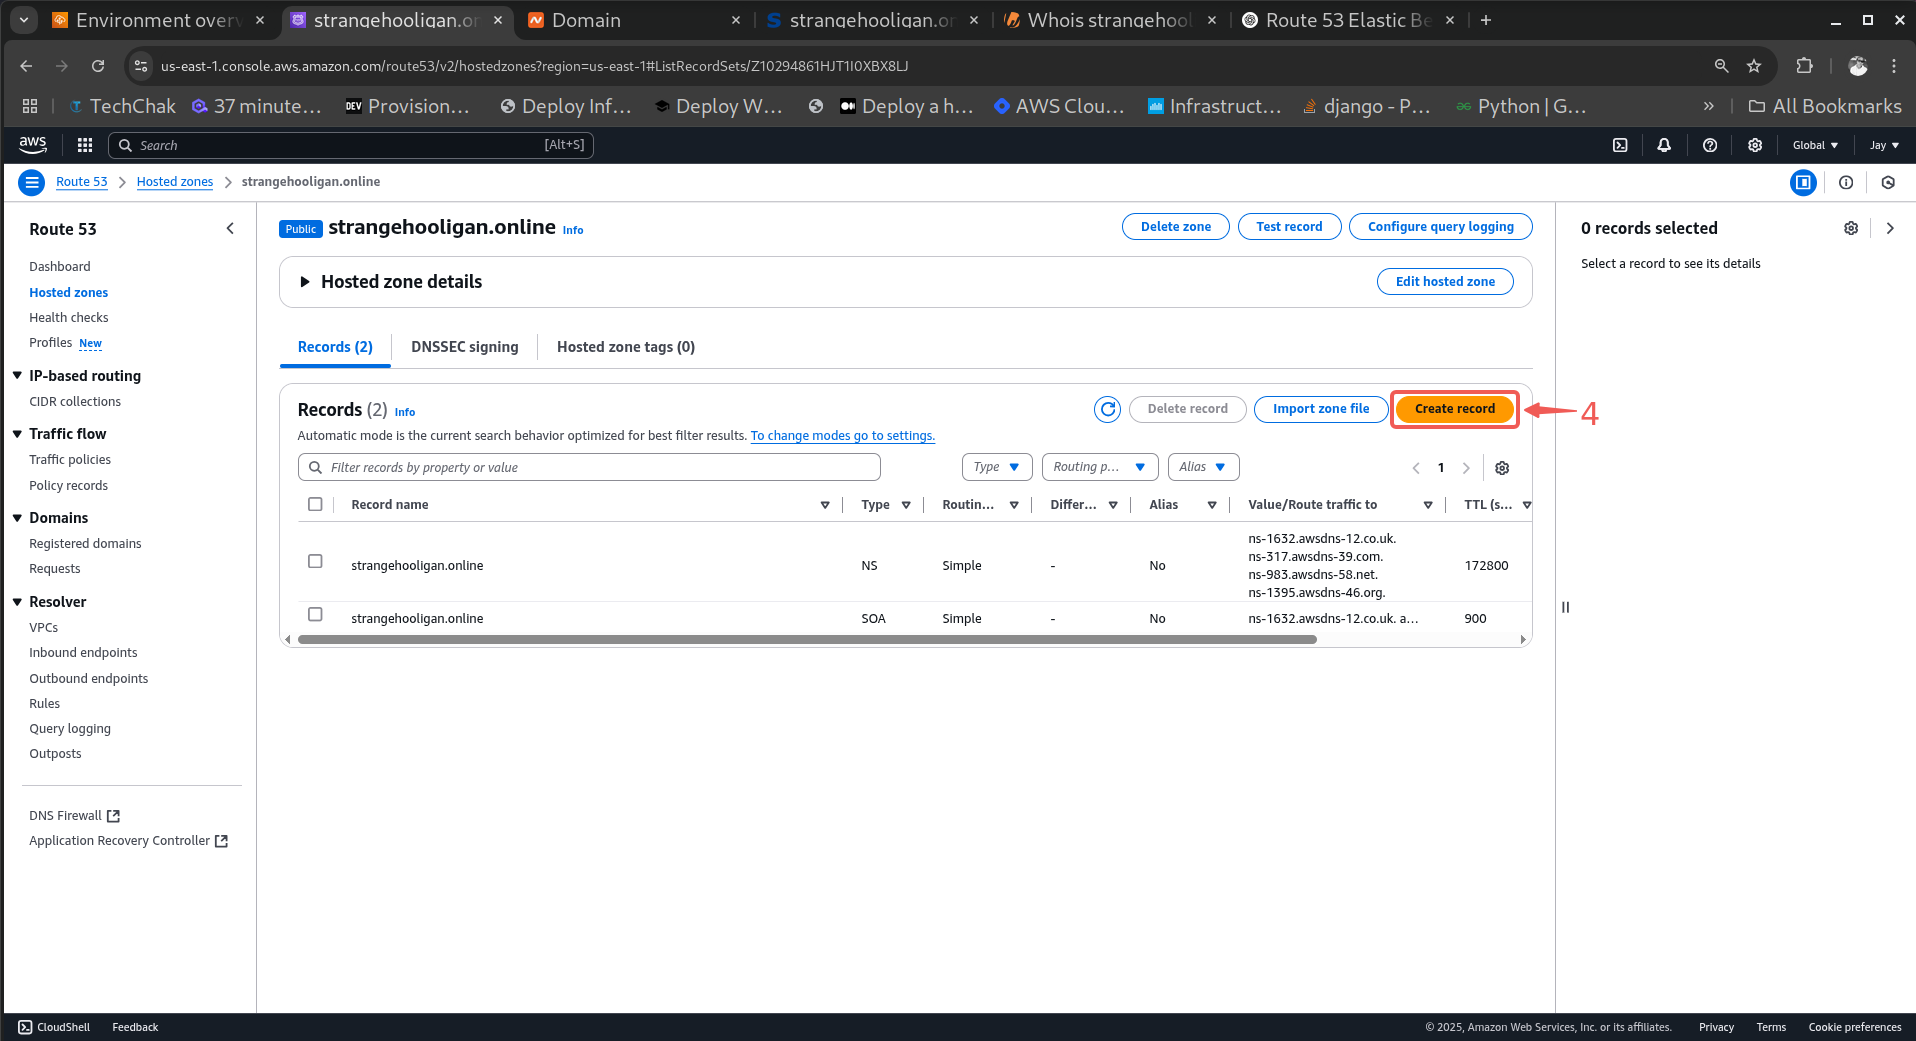 Environment overv
strangehooligan.on
Domain
strangehooligan.or
Whois strangehool
Route 53 Elastic Be
us-east-1.console.aws.amazon.com/route53/v2/hostedzones?region=us-east-1#ListRecordSets/Z10294861HJT1I0XBX8LJ
TechChak
37 minute...
DEV Provision...
Deploy Inf...
Deploy W...
Deploy a h...
AWS Clou...
Infrastruct...
django - P...
Python | G...
»
All Bookmarks
aws
Search [Alt+S]
Global
Jay
Route 53 > Hosted zones > strangehooligan.online
Route 53
Dashboard
Hosted zones
Health checks
Profiles New
IP-based routing
CIDR collections
Traffic flow
Traffic policies
Policy records
Domains
Registered domains
Requests
Resolver
VPCs
Inbound endpoints
Outbound endpoints
Rules
Query logging
Outposts
DNS Firewall
Application Recovery Controller
Public strangehooligan.online Info
Delete zone
Test record
Configure query logging
Hosted zone details
Edit hosted zone
Records (2)
DNSSEC signing
Hosted zone tags (0)
Records (2) Info
Delete record
Import zone file
Create record
4
Automatic mode is the current search behavior optimized for best filter results. To change modes go to settings.
Filter records by property or value
Type
Routing p...
Alias
1
Record name Type Routin... Differ... Alias Value/Route traffic to TTL (s...
strangehooligan.online NS Simple - No
ns-1632.awsdns-12.co.uk.
ns-317.awsdns-39.com.
ns-983.awsdns-58.net.
ns-1395.awsdns-46.org.
172800
strangehooligan.online SOA Simple - No ns-1632.awsdns-12.co.uk. a... 900
0 records selected
Select a record to see its details
CloudShell
Feedback
© 2025, Amazon Web Services, Inc. or its affiliates.
Privacy
Terms
Cookie preferences